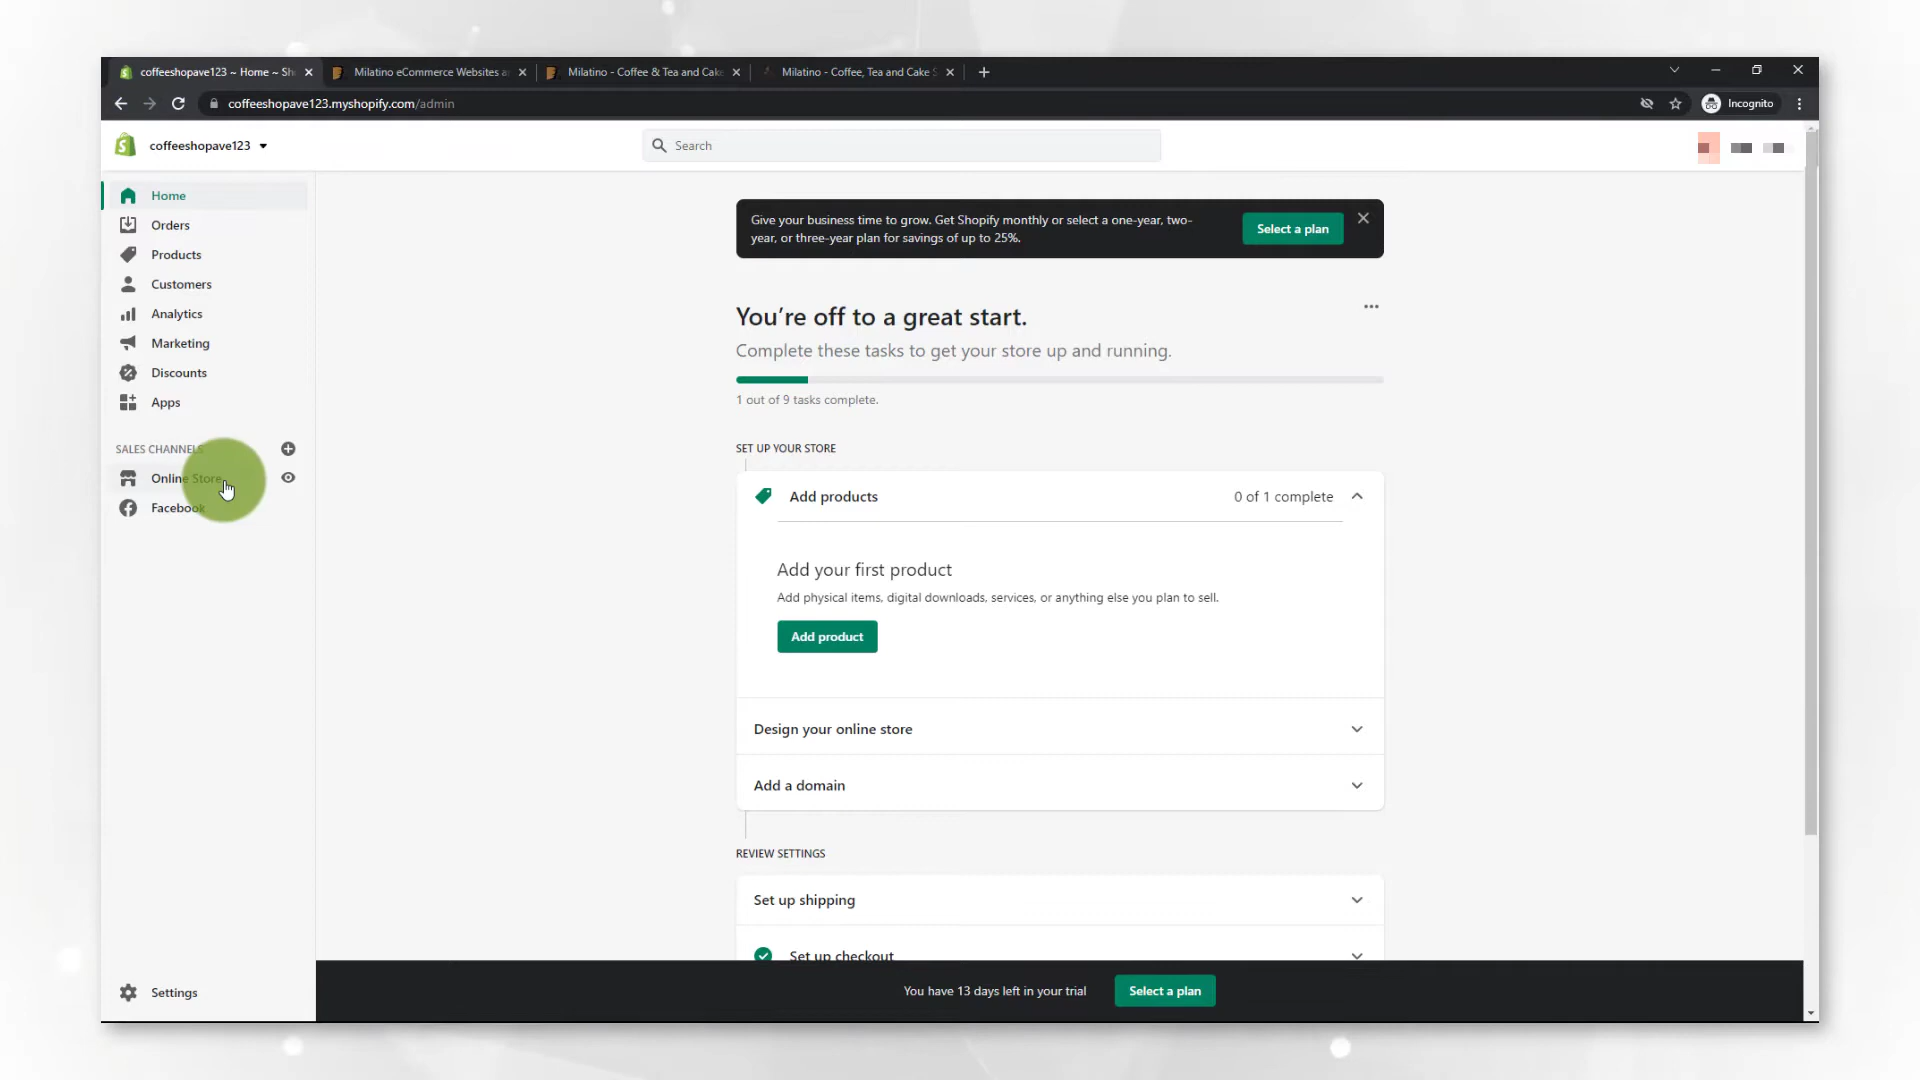 coffeeshopave123 ~ Home ~ Sh
Milatino eCommerce Websites a
Milatino - Coffee & Tea and Cake
Milatino - Coffee, Tea and Cake S
coffeeshopave123.myshopify.com/admin
Incognito
coffeeshopave123
Search
Home
Orders
Products
Customers
Analytics
Marketing
Discounts
Apps
SALES CHANNELS
Online Store
Facebook
Settings
Give your business time to grow. Get Shopify monthly or select a one-year, two-
year, or three-year plan for savings of up to 25%.
Select a plan
You're off to a great start.
Complete these tasks to get your store up and running.
1 out of 9 tasks complete.
SET UP YOUR STORE
Add products
0 of 1 complete
Add your first product
Add physical items, digital downloads, services, or anything else you plan to sell.
Add product
Design your online store
Add a domain
REVIEW SETTINGS
Set up shipping
Set up checkout
You have 13 days left in your trial
Select a plan